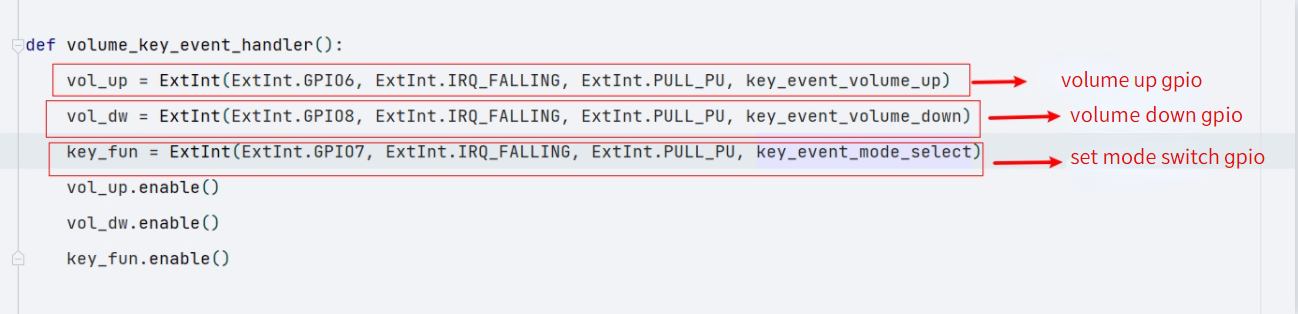 def volume_key_event_handler():
vol_up = ExtInt(ExtInt.GPIO6, ExtInt.IRQ_FALLING, ExtInt.PULL_PU, key_event_volume_up)
volume up gpio
vol_dw = ExtInt(ExtInt.GPIO8, ExtInt.IRQ_FALLING, ExtInt.PULL_PU, key_event_volume_down)
volume down gpio
key_fun = ExtInt(ExtInt.GPIO7, ExtInt.IRQ_FALLING, ExtInt.PULL_PU, key_event_mode_select)
set mode switch gpio
vol_up.enable()
vol_dw.enable()
key_fun.enable()